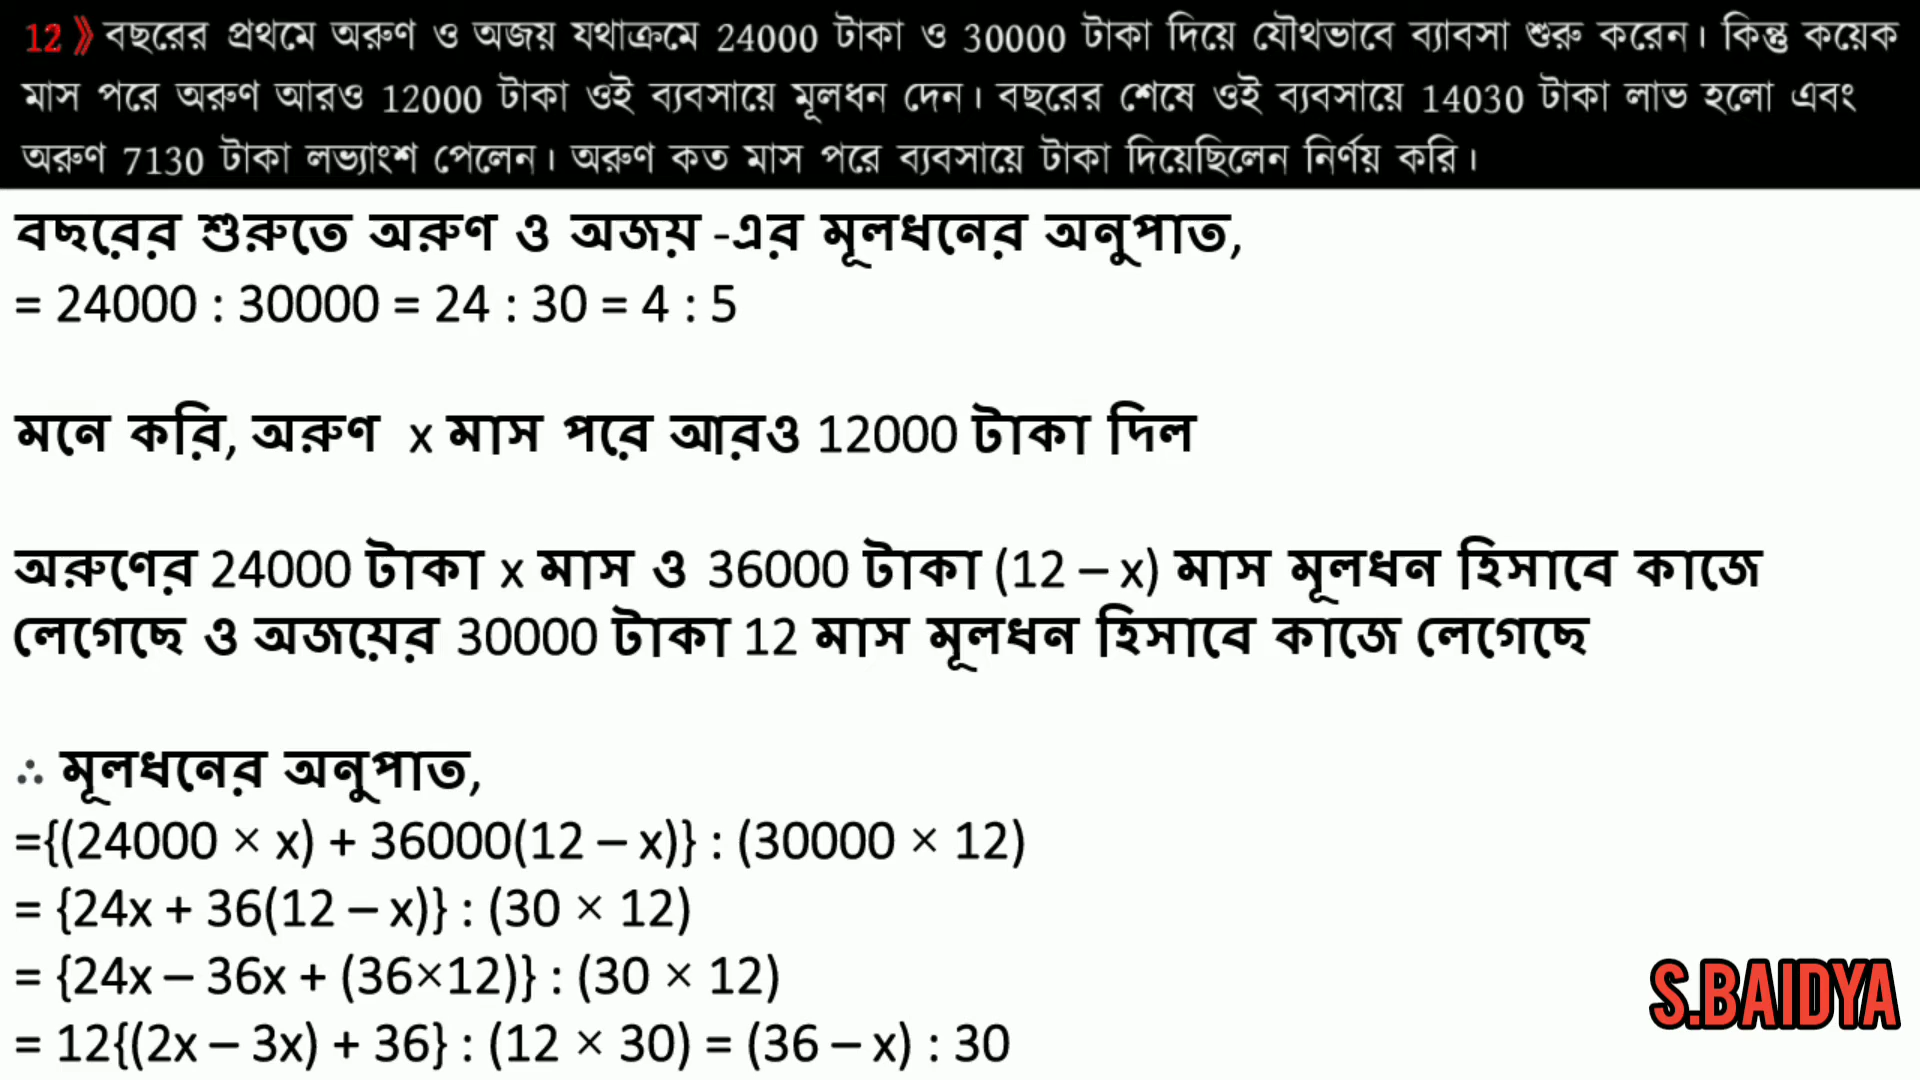 12》বছরের প্রথমে অরুণ ও অজয় যথাক্রমে 24000 টাকা ও 30000 টাকা দিয়ে যৌথভাবে ব্যাবসা শুরু করেন। কিন্তু কয়েক
মাস পরে অরুণ আরও 12000 টাকা ওই ব্যবসায়ে মূলধন দেন। বছরের শেষে ওই ব্যবসায়ে 14030 টাকা লাভ হলো এবং
অরুণ 7130 টাকা লভ্যাংশ পেলেন। অরুণ কত মাস পরে ব্যবসায়ে টাকা দিয়েছিলেন নির্ণয় করি।
বছরের শুরুতে অরুণ ও অজয় -এর মূলধনের অনুপাত,
= 24000 : 30000 = 24 : 30 = 4 : 5
মনে করি, অরুণ x মাস পরে আরও 12000 টাকা দিল
অরুণের 24000 টাকা x মাস ও 36000 টাকা (12 – x) মাস মূলধন হিসাবে কাজে
লেগেছে ও অজয়ের 30000 টাকা 12 মাস মূলধন হিসাবে কাজে লেগেছে
∴ মূলধনের অনুপাত,
={(24000 × x) + 36000(12 – x)} : (30000 × 12)
= {24x + 36(12 – x)} : (30 × 12)
= {24x – 36x + (36×12)} : (30 × 12)
= 12{(2x – 3x) + 36} : (12 × 30) = (36 – x) : 30
S.BAIDYA